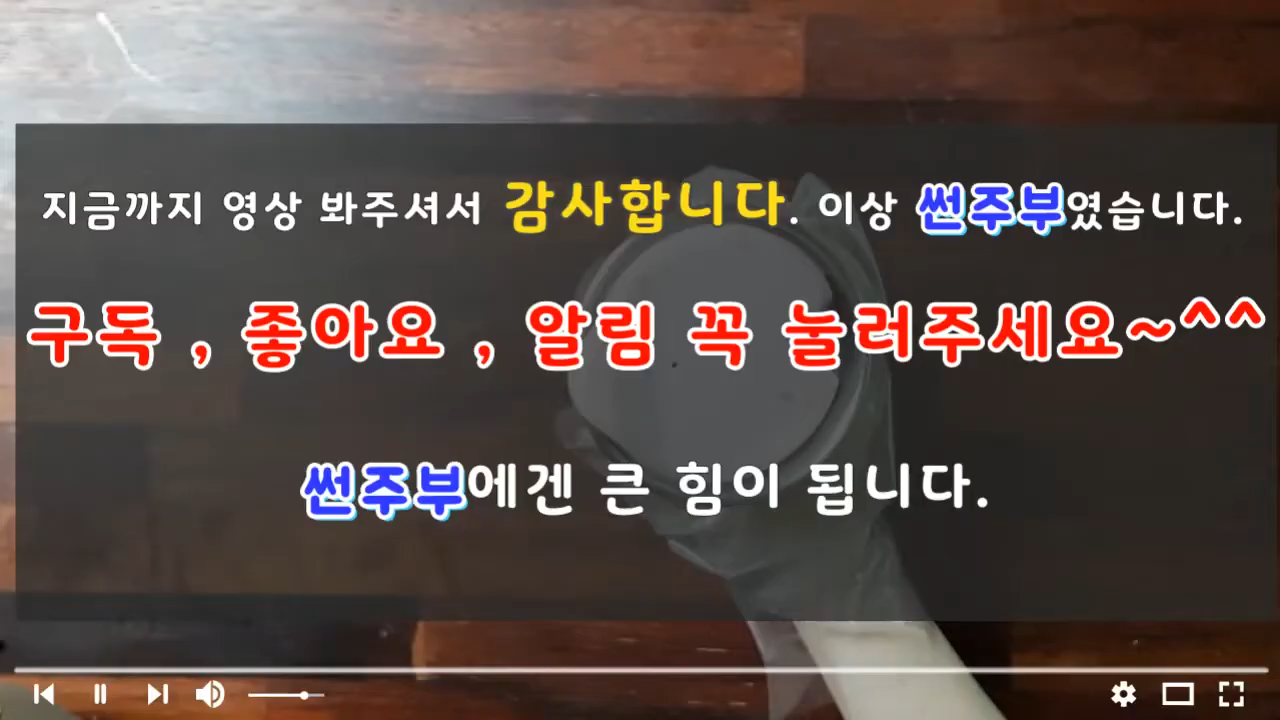 지금까지 영상 봐주셔서 감사합니다. 이상 썬주부였습니다.
구독 , 좋아요 , 알림 꼭 눌러주세요~^^
썬주부에겐 큰 힘이 됩니다.